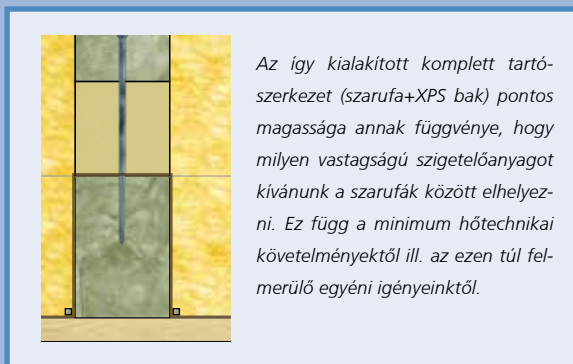 Az így kialakított komplett tartó-
szerkezet (szarufa+XPS bak) pontos
magassága annak függvénye, hogy
milyen vastagságú szigetelőanyagot
kívánunk a szarufák között elhelyez-
ni. Ez függ a minimum hőtechnikai
követelményektől ill. az ezen túl fel-
merülő egyéni igényeinktől.